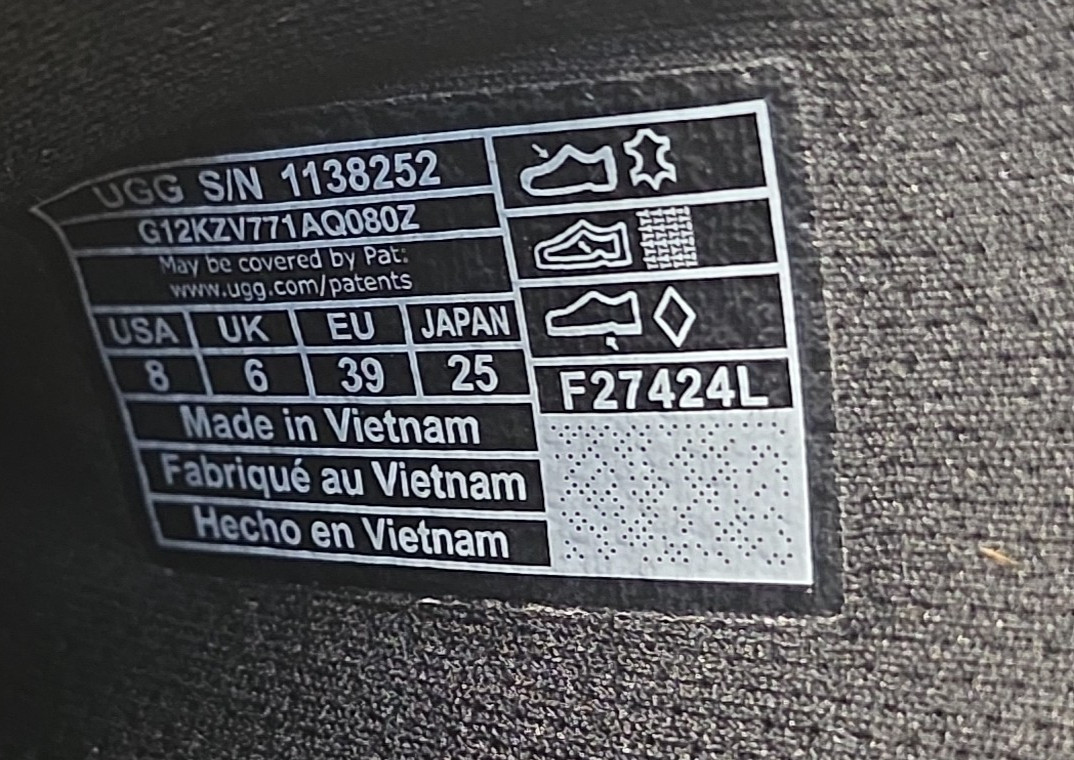 UGG S/N 1138252
G12KZV771AQ080Z
May be covered by Pat:
www.ugg.com/patents
USA UK EU JAPAN
8 6 39 25
Made in Vietnam
Fabriqué au Vietnam
Hecho en Vietnam
F27424L